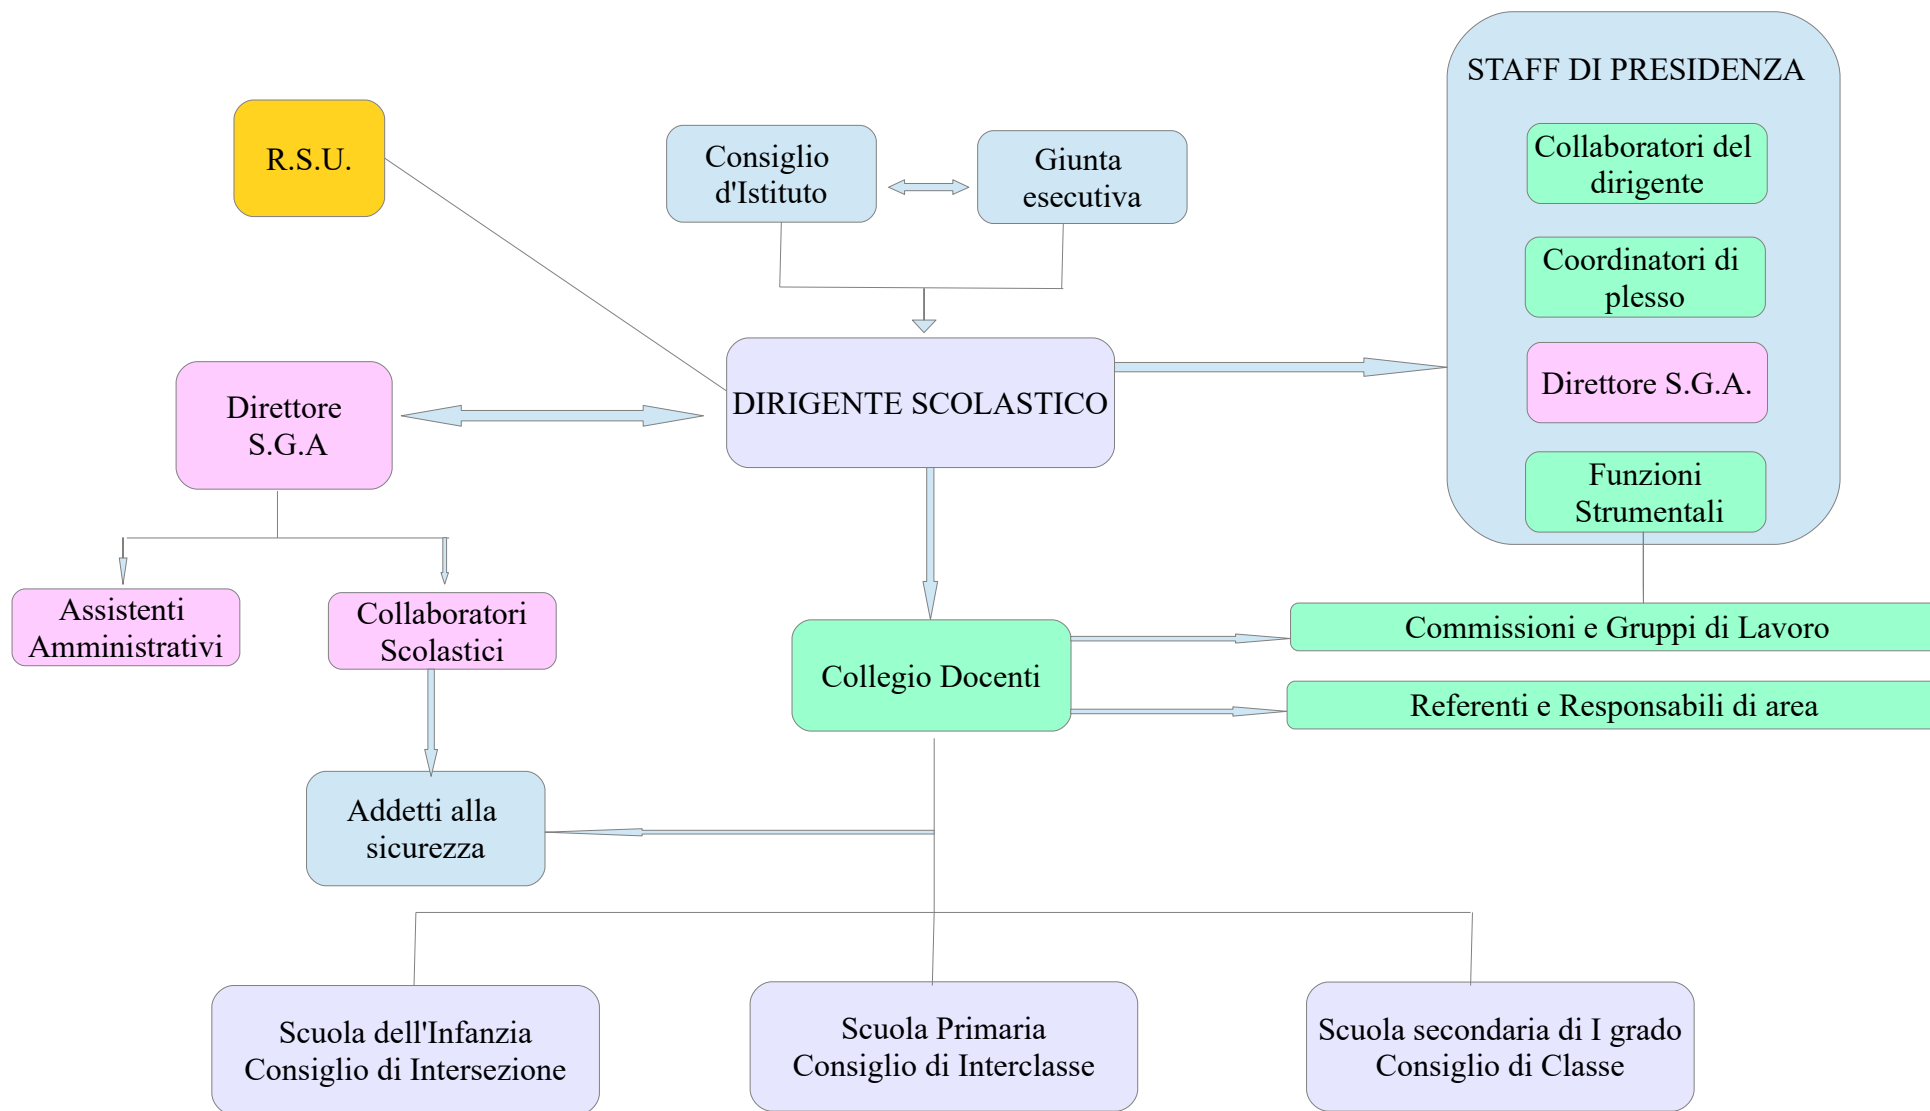 STAFF DI PRESIDENZA
R.S.U.
Consiglio
d'Istituto
Giunta
esecutiva
Collaboratori del
dirigente
Coordinatori di
plesso
Direttore S.G.A.
Funzioni
Strumentali
DIRIGENTE SCOLASTICO
Direttore
S.G.A
Assistenti
Amministrativi
Collaboratori
Scolastici
Collegio Docenti
Commissioni e Gruppi di Lavoro
Referenti e Responsabili di area
Addetti alla
sicurezza
Scuola dell'Infanzia
Consiglio di Intersezione
Scuola Primaria
Consiglio di Interclasse
Scuola secondaria di I grado
Consiglio di Classe